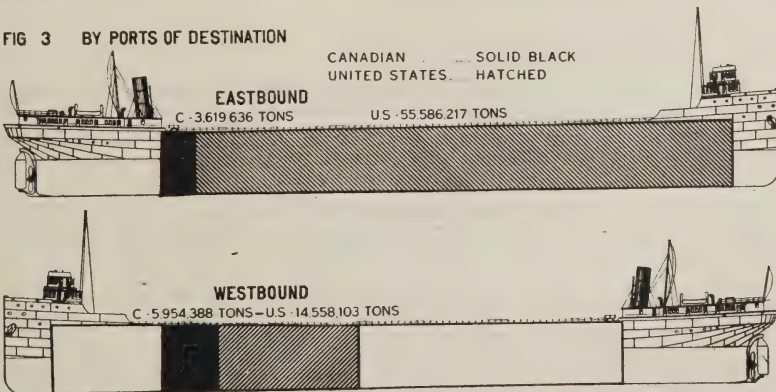 FIG 3 BY PORTS OF DESTINATION
CANADIAN . ... SOLID BLACK
UNITED STATES. HATCHED
EASTBOUND
C · 3,619 636 TONS U.S · 55,586,217 TONS
WESTBOUND
C · 5,954,388 TONS – U.S · 14,558,103 TONS